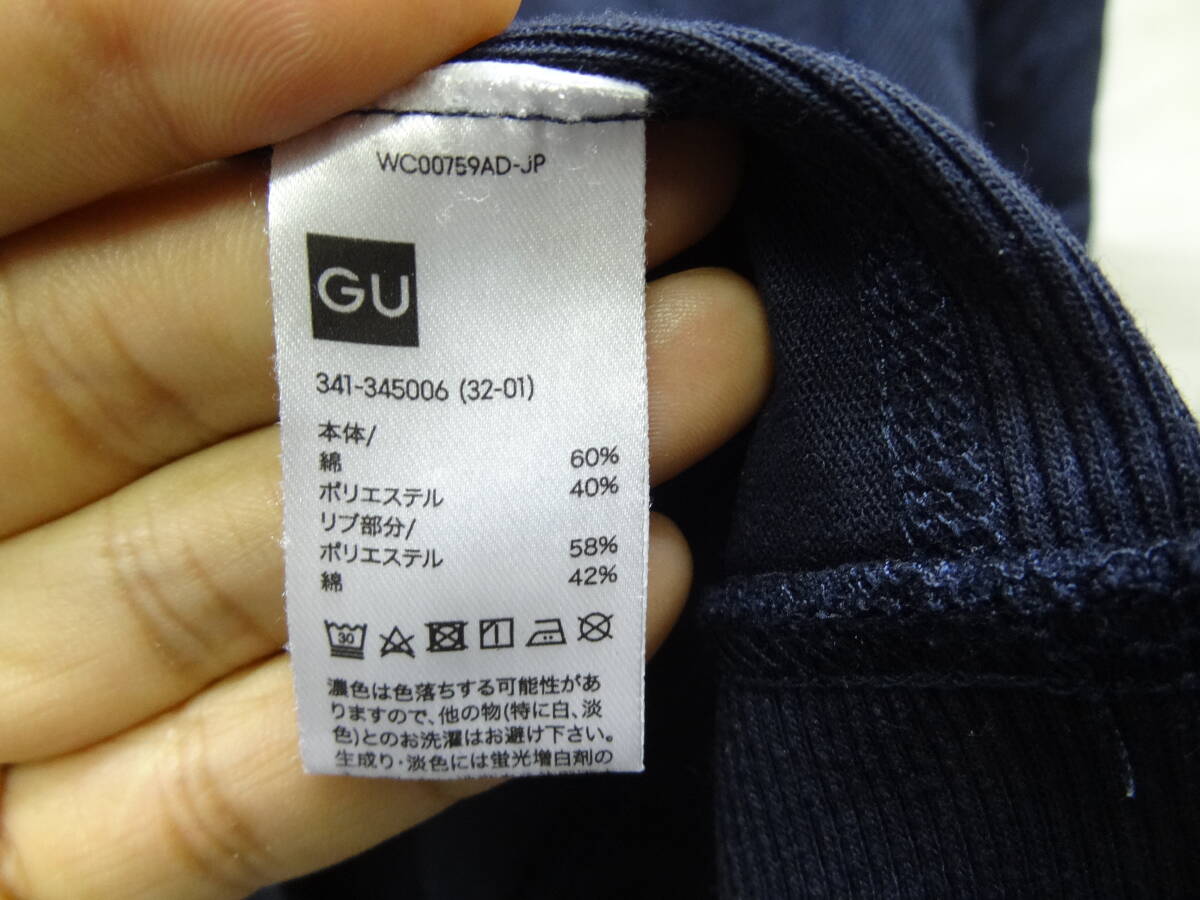 WC00759AD-JP
GU
341-345006 (32-01)
本体/
綿 60%
ポリエステル 40%
リブ部分/
ポリエステル 58%
綿 42%
30
濃色は色落ちする可能性があ
りますので、他の物(特に白、淡
色)とのお洗濯はお避け下さい。
生成り・淡色には蛍光増白剤の